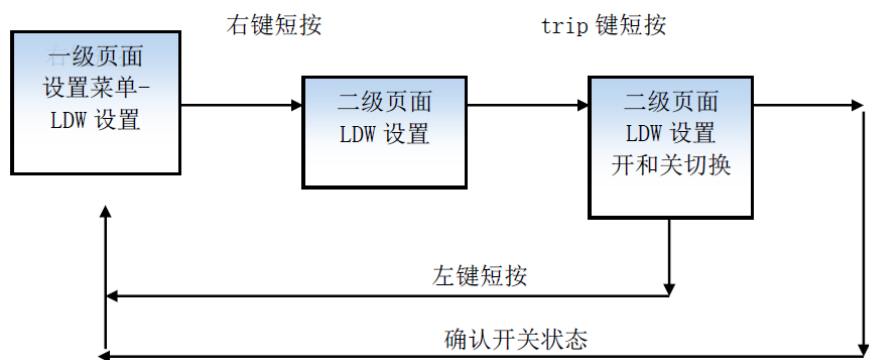 右键短按
trip 键短按
一级页面
设置菜单-
LDW 设置
二级页面
LDW 设置
二级页面
LDW 设置
开和关切换
左键短按
确认开关状态